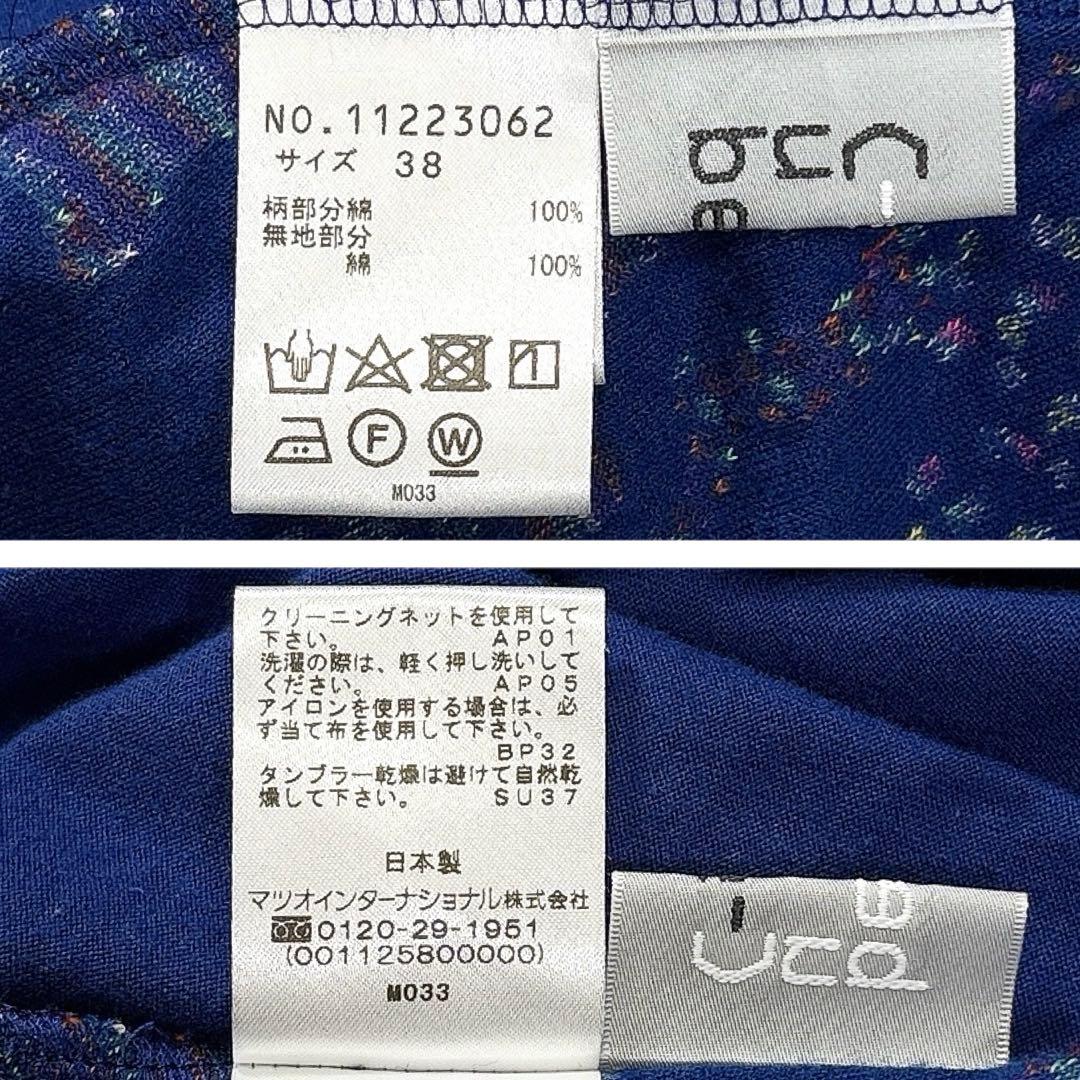 NO.11223062
サイズ 38
柄部分綿 100%
無地部分
綿 100%
F W
M033
クリーニングネットを使用して
下さい。 AP01
洗濯の際は、軽く押し洗いして
ください。 AP05
アイロンを使用する場合は、必
ず当て布を使用して下さい。
BP32
タンブラー乾燥は避けて自然乾
燥して下さい。 SU37
日本製
マツオインターナショナル株式会社
0120-29-1951
(001125800000)
M033